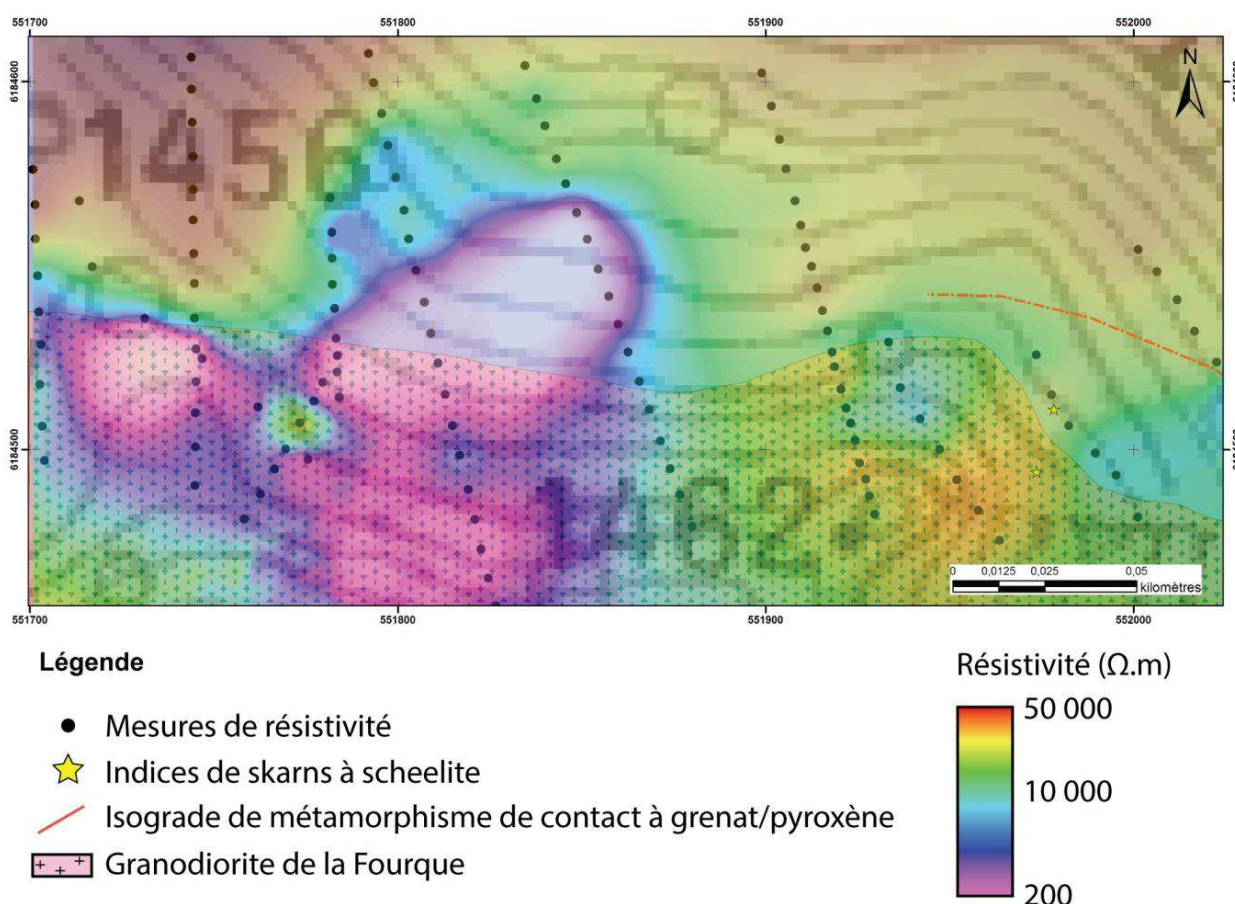 551700 551800 551900 552000
N
6184600
1456
6184500
1462
0 0,0125 0,025 0,05
kilomètres
6184500
551700 551800 551900 552000
Légende
Mesures de résistivité
Indices de skarns à scheelite
Isograde de métamorphisme de contact à grenat/pyroxène
Granodiorite de la Fourque
Résistivité (Ω.m)
50 000
10 000
200